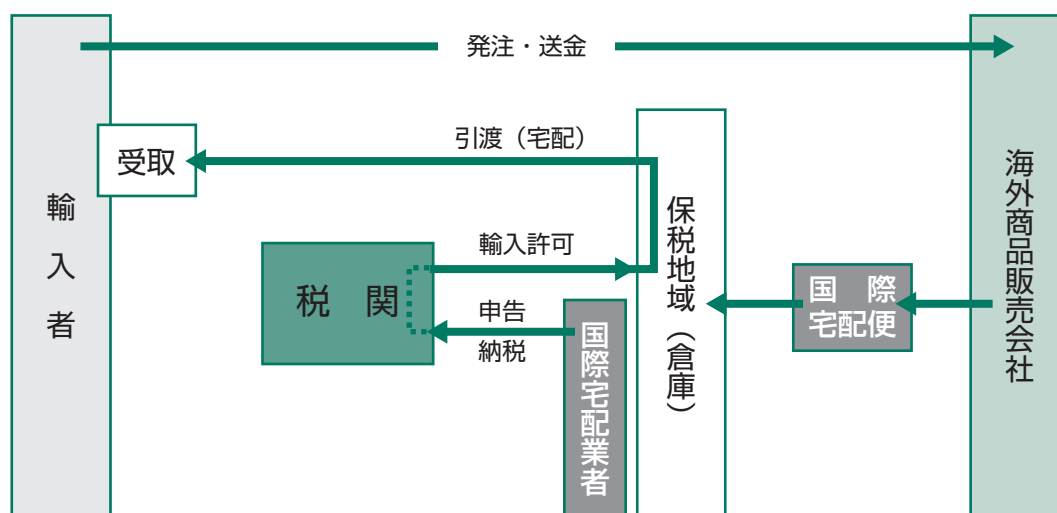 発注・送金
引渡（宅配）
受取
輸入者
輸入許可
税関
申告
納税
国際宅配業者
保税地域（倉庫）
国際
宅配便
海外商品販売会社